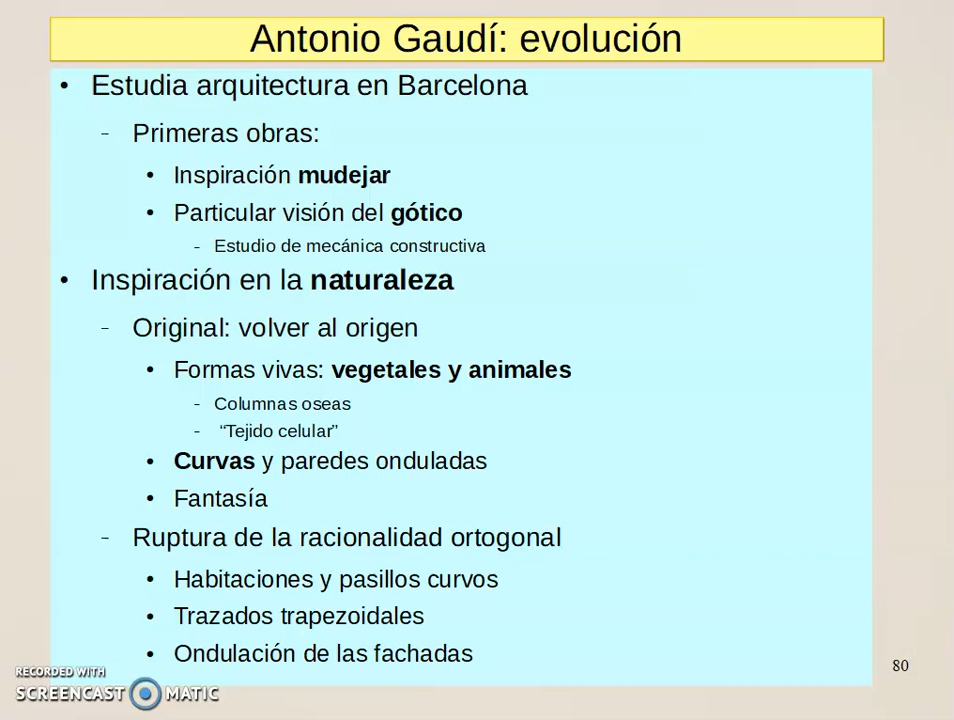 Antonio Gaudí: evolución
• Estudia arquitectura en Barcelona
– Primeras obras:
• Inspiración mudejar
• Particular visión del gótico
– Estudio de mecánica constructiva
• Inspiración en la naturaleza
– Original: volver al origen
• Formas vivas: vegetales y animales
– Columnas oseas
– “Tejido celular”
• Curvas y paredes onduladas
• Fantasía
– Ruptura de la racionalidad ortogonal
• Habitaciones y pasillos curvos
• Trazados trapezoidales
• Ondulación de las fachadas
80
RECORDED WITH
SCREENCAST MATIC